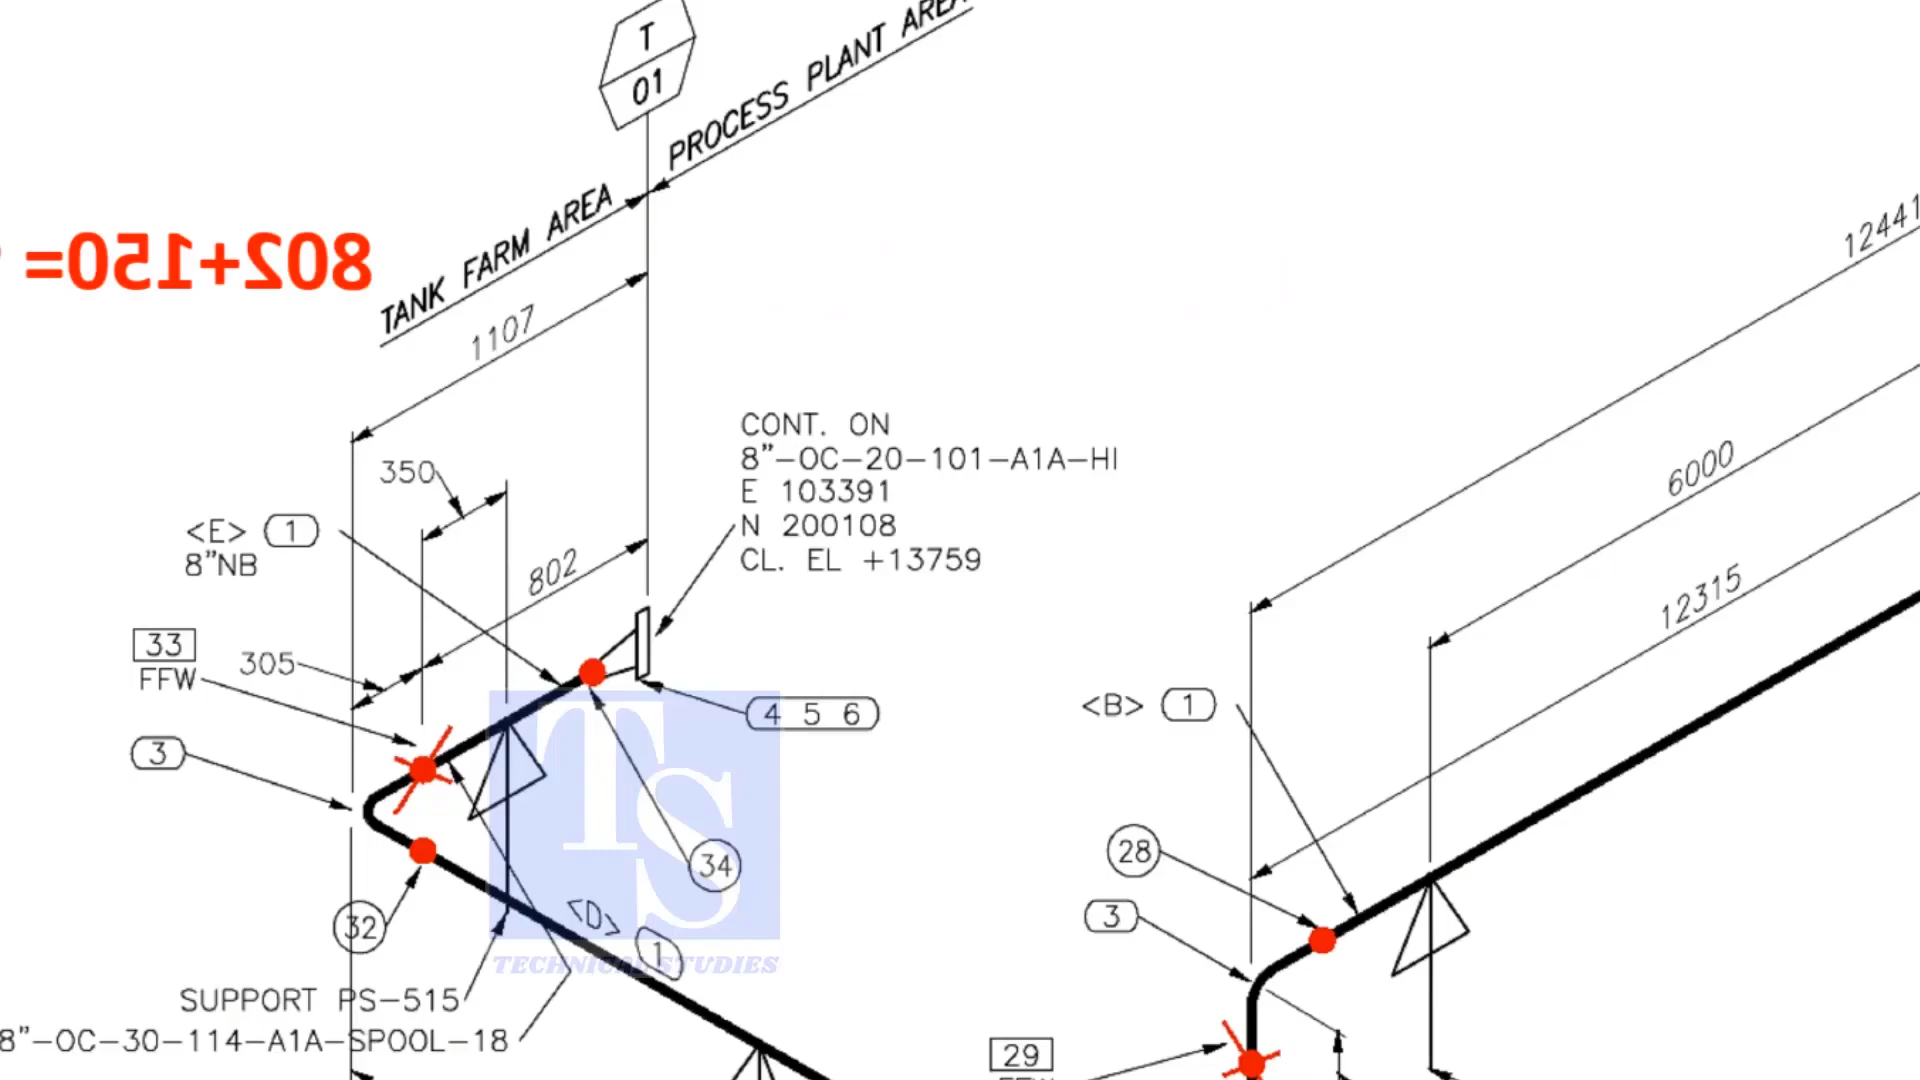 T
01
PROCESS PLANT AREA
TANK FARM AREA
802+150=
1107
12441
350
CONT. ON
8"-OC-20-101-A1A-HI
E 103391
N 200108
CL. EL +13759
6000
<E> 1
8"NB
802
12315
33
FFW
305
4 5 6
<B> 1
3
28
34
3
32
<D> 1
TS
TECHNICAL STUDIES
SUPPORT PS-515
8"-OC-30-114-A1A-SPOOL-18
29